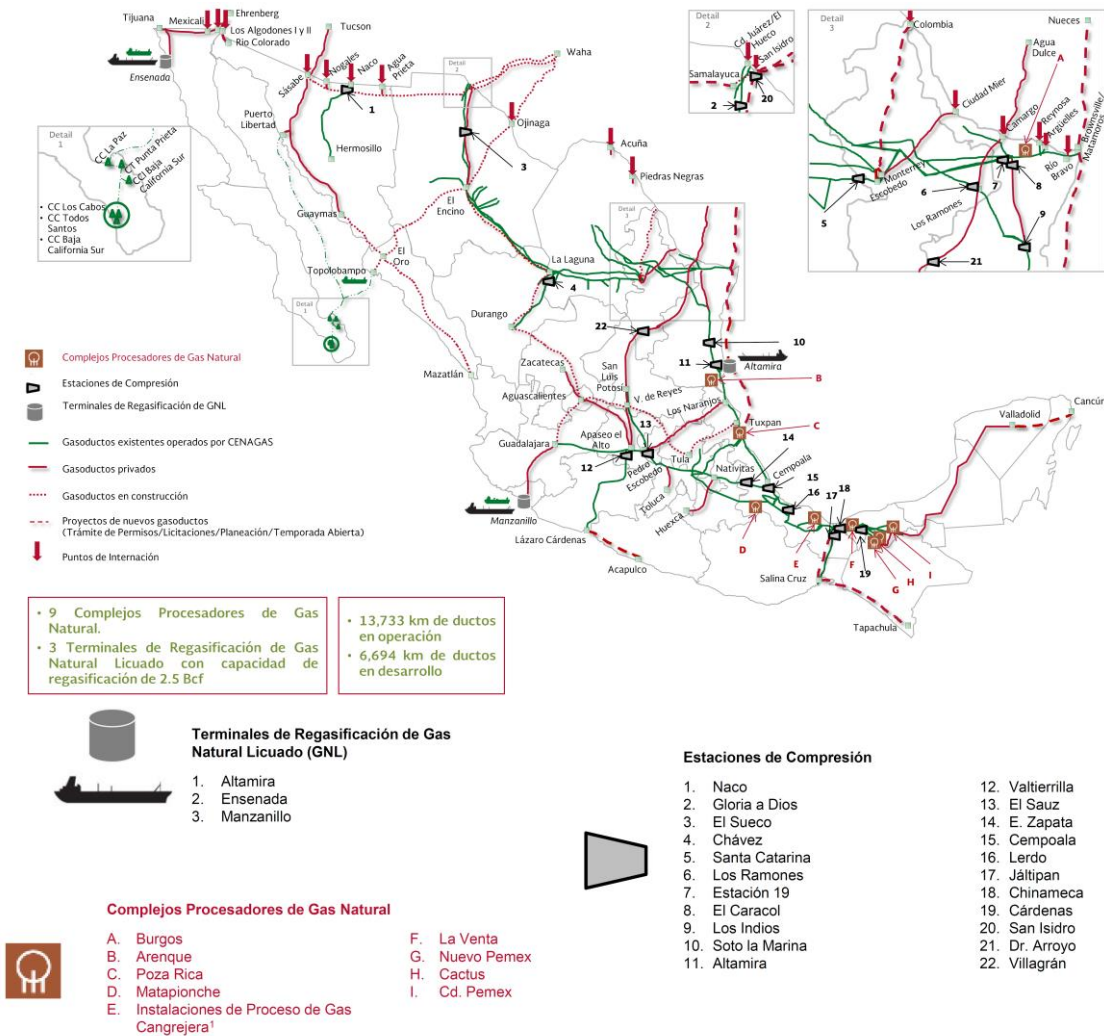 Tijuana
Mexicali
Ehrenberg
Los Algodones I y II
Rio Colorado
Ensenada
Tucson
Sásabe
Nogales
Naco
Agua
Prieta
1
Puerto
Libertad
Hermosillo
Guaymas
Detail
2
Waha
3
Ojinaga
Acuña
Piedras Negras
El
Encino
El
Oro
Topolobampo
Detail
1
CC La Paz
CT Punta Prieta
CCI Baja
California Sur
• CC Los Cabos
• CC Todos
Santos
• CC Baja
California Sur
Detail
1
Detail
2
Cd. Juárez/El
Hueco
San Isidro
Samalayuca
2
20
Detail
3
Colombia
Nueces
Agua
Dulce
A
Ciudad Mier
Camargo
Reynosa
Argüelles
Brownsville/
Matamoros
Monterrey
Escobedo
Río
Bravo
5
6
7
8
9
Los Ramones
21
Detail
3
La Laguna
4
Durango
Mazatlán
Zacatecas
Aguascalientes
22
San
Luis
Potosí
V. de Reyes
10
11
Altamira
B
Los Naranjos
Tuxpan
C
Guadalajara
Apaseo el
Alto
12
13
Pedro
Escobedo
Tula
Nativitas
14
Cempoala
15
16
17
18
Toluca
Huexca
Manzanillo
Lázaro Cárdenas
Acapulco
D
E
F
19
G
H
I
Salina Cruz
Tapachula
Valladolid
Cancún
Complejos Procesadores de Gas Natural
Estaciones de Compresión
Terminales de Regasificación de GNL
Gasoductos existentes operados por CENAGAS
Gasoductos privados
Gasoductos en construcción
Proyectos de nuevos gasoductos
(Trámite de Permisos/Licitaciones/Planeación/Temporada Abierta)
Puntos de Internación
• 9 Complejos Procesadores de Gas
Natural.
• 3 Terminales de Regasificación de Gas
Natural Licuado con capacidad de
regasificación de 2.5 Bcf
• 13,733 km de ductos
en operación
• 6,694 km de ductos
en desarrollo
Terminales de Regasificación de Gas
Natural Licuado (GNL)
1. Altamira
2. Ensenada
3. Manzanillo
Estaciones de Compresión
1. Naco
2. Gloria a Dios
3. El Sueco
4. Chávez
5. Santa Catarina
6. Los Ramones
7. Estación 19
8. El Caracol
9. Los Indios
10. Soto la Marina
11. Altamira
12. Valtierrilla
13. El Sauz
14. E. Zapata
15. Cempoala
16. Lerdo
17. Jáltipan
18. Chinameca
19. Cárdenas
20. San Isidro
21. Dr. Arroyo
22. Villagrán
Complejos Procesadores de Gas Natural
A. Burgos
B. Arenque
C. Poza Rica
D. Matapionche
E. Instalaciones de Proceso de Gas
Cangrejera¹
F. La Venta
G. Nuevo Pemex
H. Cactus
I. Cd. Pemex